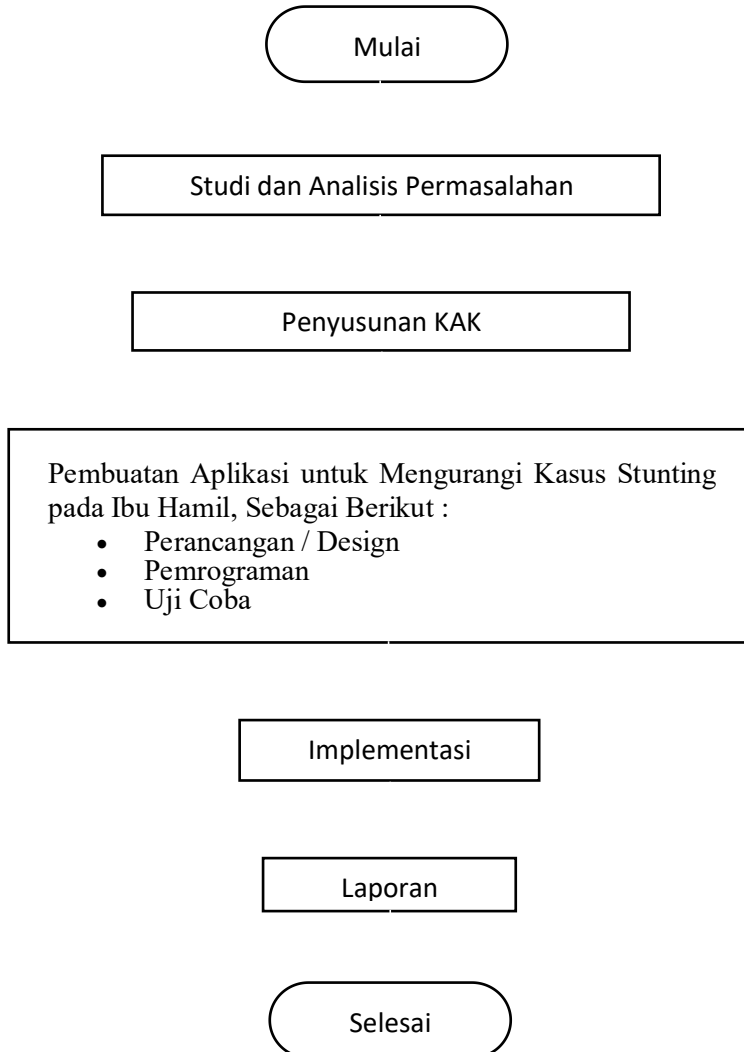 Mulai
Studi dan Analisis Permasalahan
Penyusunan KAK
Pembuatan Aplikasi untuk Mengurangi Kasus Stunting
pada Ibu Hamil, Sebagai Berikut :
• Perancangan / Design
• Pemrograman
• Uji Coba
Implementasi
Laporan
Selesai